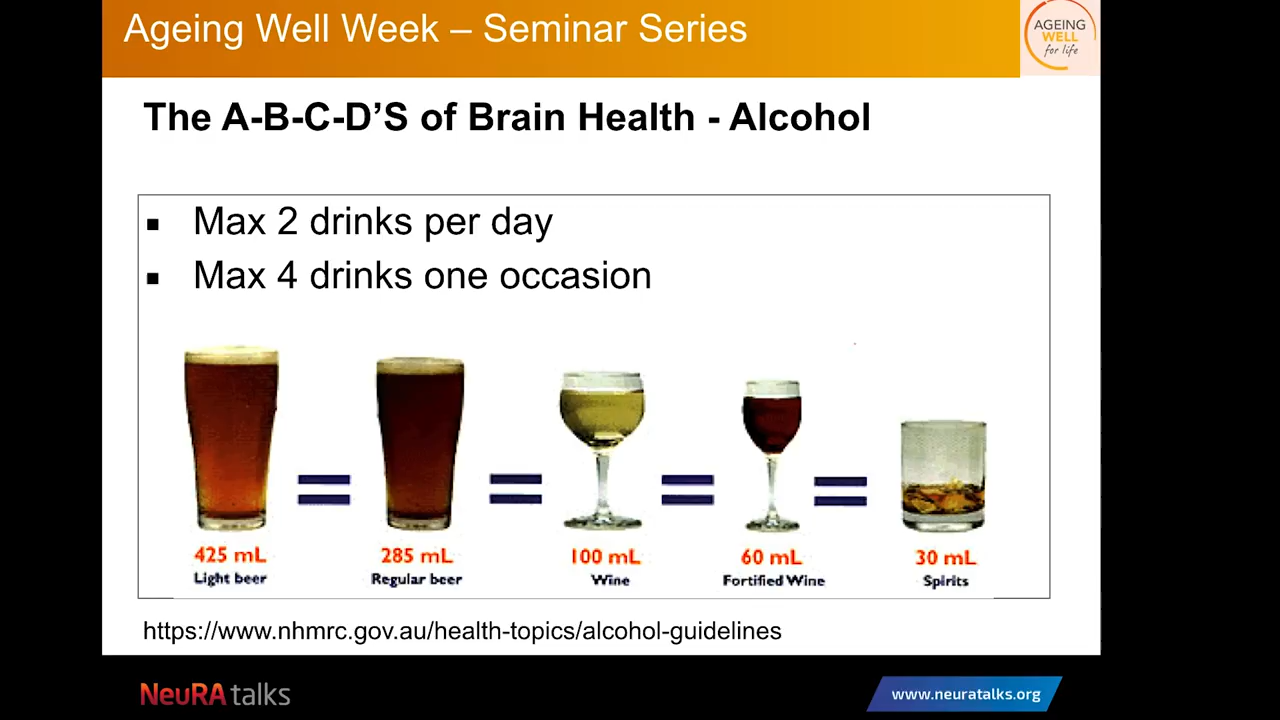 Ageing Well Week – Seminar Series
AGEING
WELL
for life
The A-B-C-D’S of Brain Health - Alcohol
Max 2 drinks per day
Max 4 drinks one occasion
425 mL
Light beer
285 mL
Regular beer
100 mL
Wine
60 mL
Fortified Wine
30 mL
Spirits
https://www.nhmrc.gov.au/health-topics/alcohol-guidelines
NeuRA talks
www.neuratalks.org